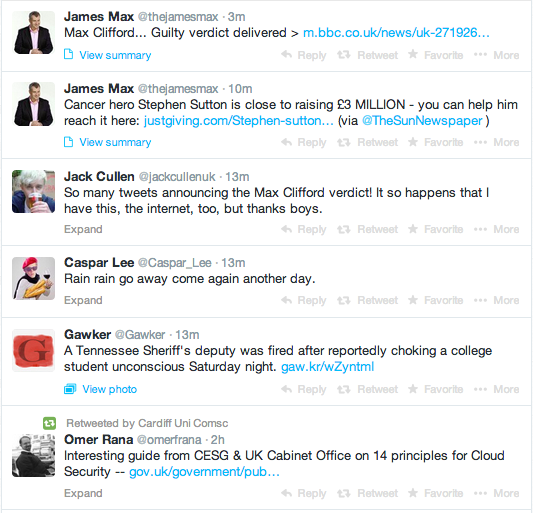 James Max @thejamesmax · 3m
Max Clifford... Guilty verdict delivered > m.bbc.co.uk/news/uk-271926…
View summary Reply Retweet Favorite More
James Max @thejamesmax · 10m
Cancer hero Stephen Sutton is close to raising £3 MILLION - you can help him
reach it here: justgiving.com/Stephen-sutton… (via @TheSunNewspaper )
View summary Reply Retweet Favorite More
Jack Cullen @jackcullenuk · 13m
So many tweets announcing the Max Clifford verdict! It so happens that I
have this, the internet, too, but thanks boys.
Expand Reply Retweet Favorite More
Caspar Lee @Caspar_Lee · 13m
Rain rain go away come again another day.
Expand Reply Retweet Favorite More
G
Gawker @Gawker · 13m
A Tennessee Sheriff's deputy was fired after reportedly choking a college
student unconscious Saturday night. gaw.kr/wZyntml
View photo Reply Retweet Favorite More
Retweeted by Cardiff Uni Comsc
Omer Rana @omerfrana · 2h
Interesting guide from CESG & UK Cabinet Office on 14 principles for Cloud
Security -- gov.uk/government/pub…
Expand Reply Retweet Favorite More